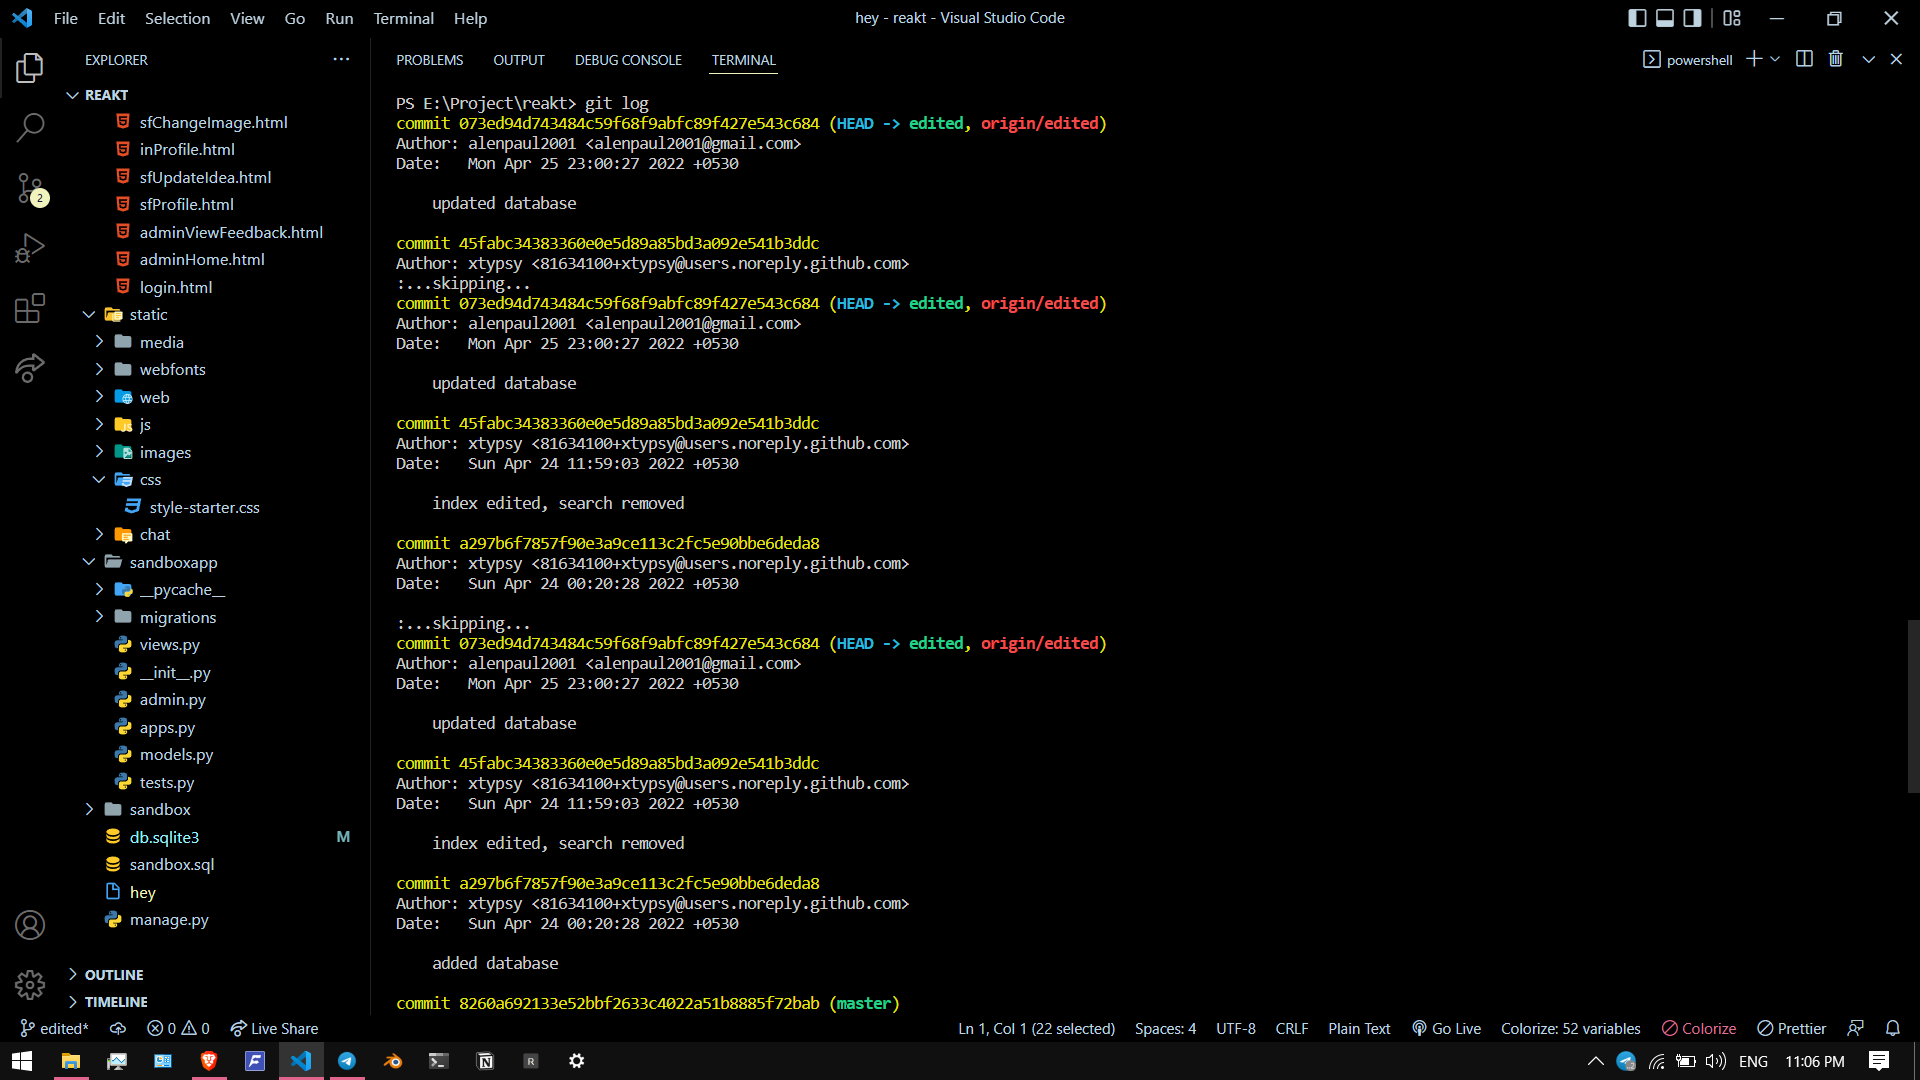 File Edit Selection View Go Run Terminal Help
hey - reakt - Visual Studio Code
EXPLORER
REAKT
sfChangeImage.html
inProfile.html
sfUpdateIdea.html
sfProfile.html
adminViewFeedback.html
adminHome.html
login.html
static
media
webfonts
web
js
images
css
style-starter.css
chat
sandboxapp
__pycache__
migrations
views.py
__init__.py
admin.py
apps.py
models.py
tests.py
sandbox
db.sqlite3 M
sandbox.sql
hey
manage.py
OUTLINE
TIMELINE
2
PROBLEMS OUTPUT DEBUG CONSOLE TERMINAL
powershell
PS E:\Project\reakt> git log
commit 073ed94d743484c59f68f9abfc89f427e543c684 (HEAD -> edited, origin/edited)
Author: alenpaul2001 <alenpaul2001@gmail.com>
Date:   Mon Apr 25 23:00:27 2022 +0530
updated database
commit 45fabc34383360e0e5d89a85bd3a092e541b3ddc
Author: xtypsy <81634100+xtypsy@users.noreply.github.com>
:...skipping...
commit 073ed94d743484c59f68f9abfc89f427e543c684 (HEAD -> edited, origin/edited)
Author: alenpaul2001 <alenpaul2001@gmail.com>
Date:   Mon Apr 25 23:00:27 2022 +0530
updated database
commit 45fabc34383360e0e5d89a85bd3a092e541b3ddc
Author: xtypsy <81634100+xtypsy@users.noreply.github.com>
Date:   Sun Apr 24 11:59:03 2022 +0530
index edited, search removed
commit a297b6f7857f90e3a9ce113c2fc5e90bbe6deda8
Author: xtypsy <81634100+xtypsy@users.noreply.github.com>
Date:   Sun Apr 24 00:20:28 2022 +0530
:...skipping...
commit 073ed94d743484c59f68f9abfc89f427e543c684 (HEAD -> edited, origin/edited)
Author: alenpaul2001 <alenpaul2001@gmail.com>
Date:   Mon Apr 25 23:00:27 2022 +0530
updated database
commit 45fabc34383360e0e5d89a85bd3a092e541b3ddc
Author: xtypsy <81634100+xtypsy@users.noreply.github.com>
Date:   Sun Apr 24 11:59:03 2022 +0530
index edited, search removed
commit a297b6f7857f90e3a9ce113c2fc5e90bbe6deda8
Author: xtypsy <81634100+xtypsy@users.noreply.github.com>
Date:   Sun Apr 24 00:20:28 2022 +0530
added database
commit 8260a692133e52bbf2633c4022a51b8885f72bab (master)
edited* 0 0 Live Share
Ln 1, Col 1 (22 selected) Spaces: 4 UTF-8 CRLF Plain Text Go Live Colorize: 52 variables Colorize Prettier
ENG 11:06 PM